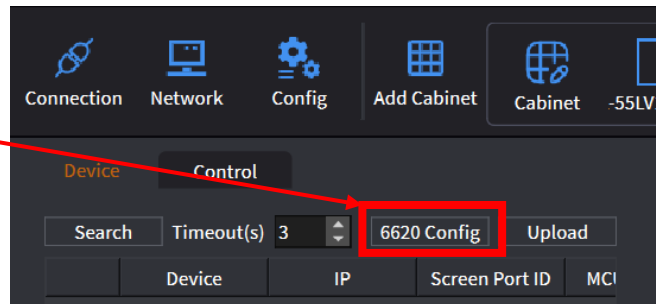 Connection Network Config Add Cabinet Cabinet -55LV
Device Control
Search Timeout(s) 3 6620 Config Upload
Device IP Screen Port ID MCU